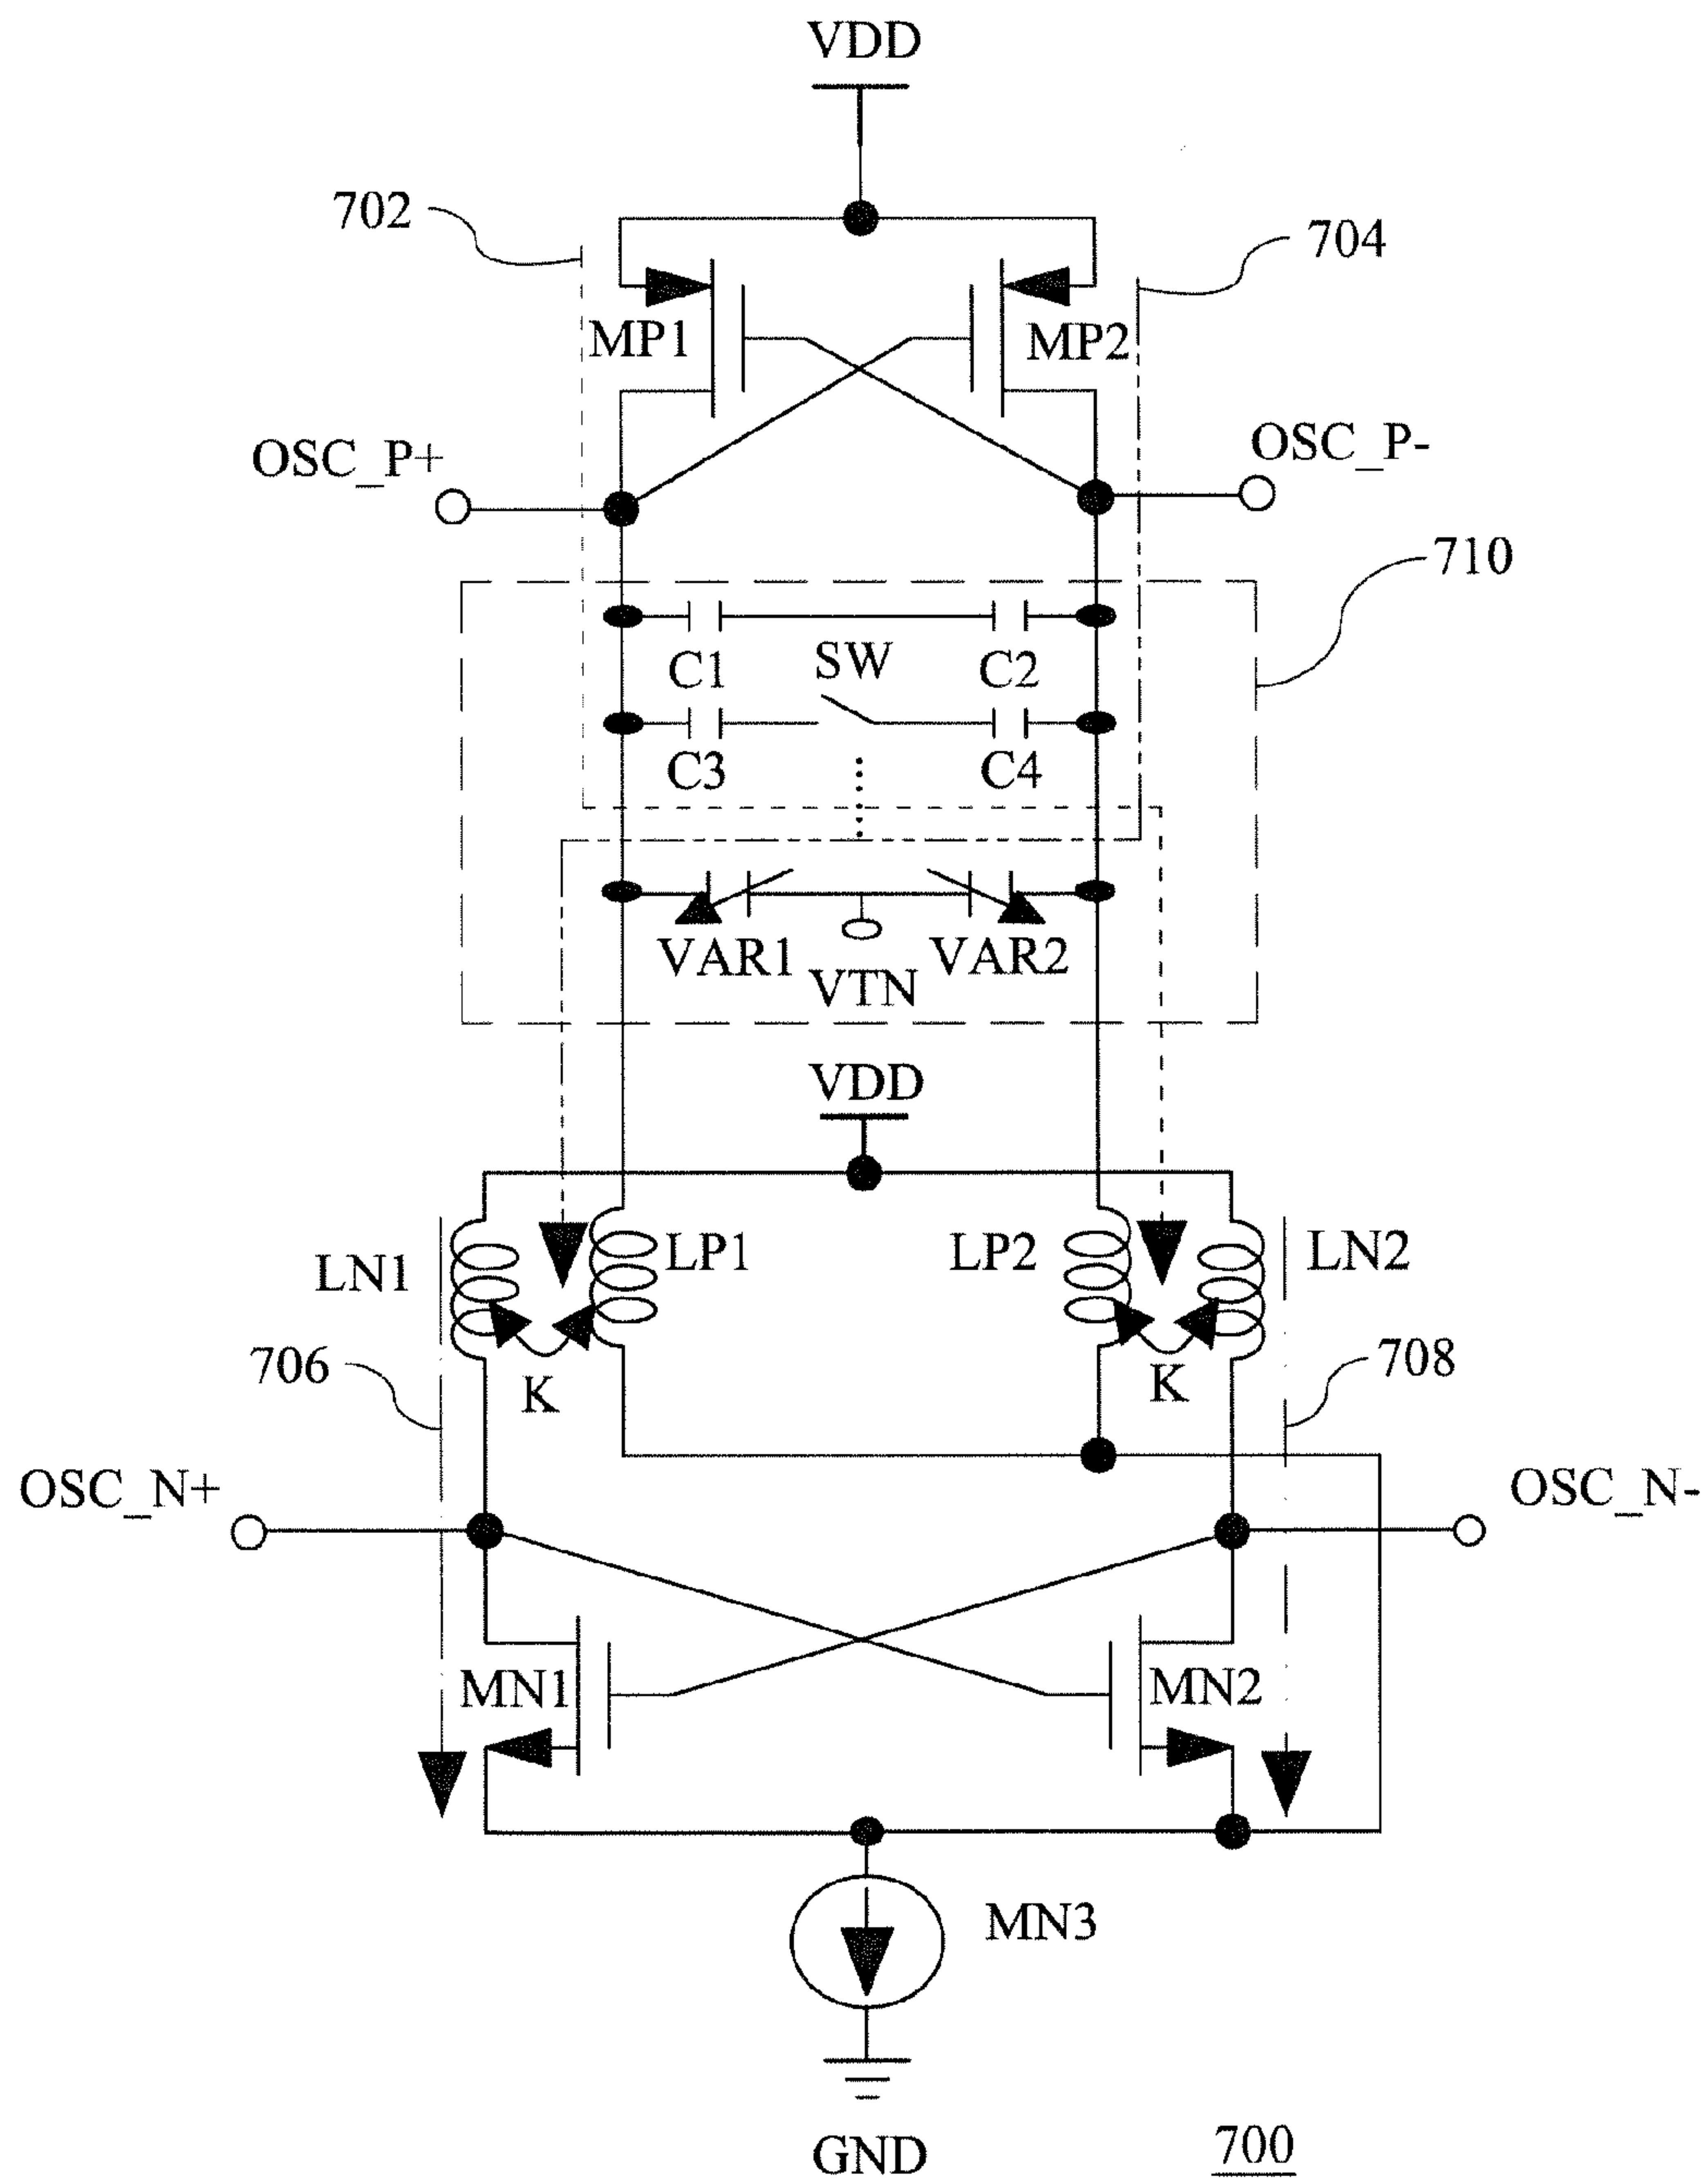 VDD
702
704
MP1
MP2
OSC_P+
OSC_P-
710
C1
SW
C2
C3
C4
VAR1
VTN
VAR2
VDD
LN1
LP1
LP2
LN2
706
K
K
708
OSC_N+
OSC_N-
MN1
MN2
MN3
GND
700